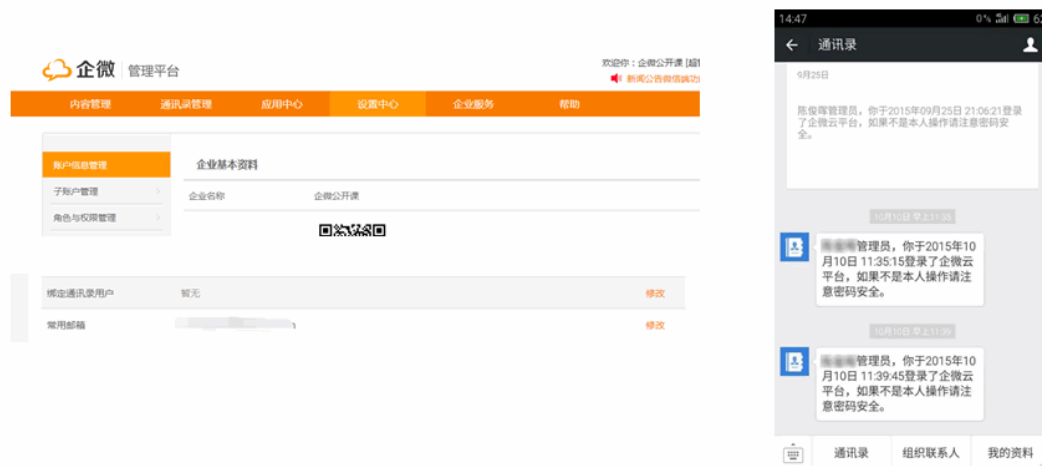 企微 管理平台
欢迎你：企微公开课
新闻公告微信端功
内容管理 通讯录管理 应用中心 设置中心 企业服务 帮助
账户信息管理
企业基本资料
子账户管理
企业名称 企微公开课
角色与权限管理
绑定通讯录用户 暂无 修改
常用邮箱 修改
14:47 0%
通讯录
9月25日
陈俊晖管理员，你于2015年09月25日 21:06:21登录
了企微云平台，如果不是本人操作请注意密码安
全。
10月10日 早上11:35
管理员，你于2015年10
月10日 11:35:15登录了企微云
平台，如果不是本人操作请注
意密码安全。
10月10日 早上11:39
管理员，你于2015年10
月10日 11:39:45登录了企微云
平台，如果不是本人操作请注
意密码安全。
通讯录 组织联系人 我的资料